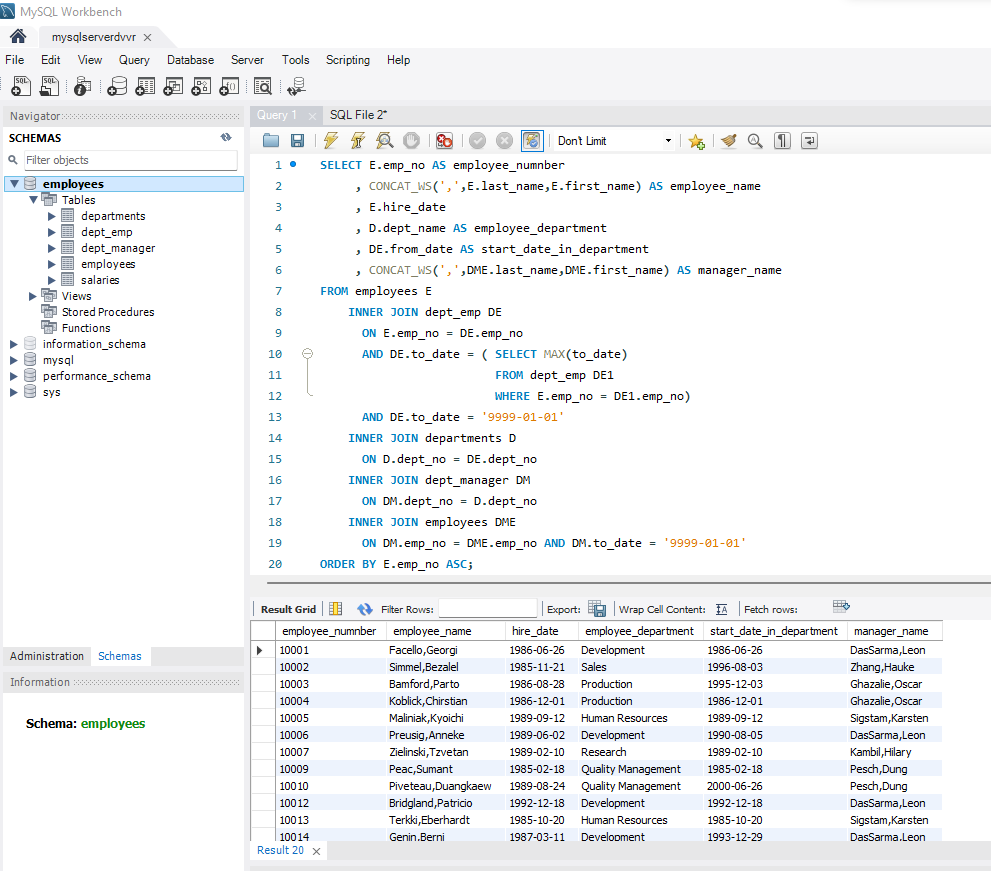 MySQL Workbench
mysqlserverdvvr
File Edit View Query Database Server Tools Scripting Help
SQL SQL
Navigator
SCHEMAS
Filter objects
employees
Tables
departments
dept_emp
dept_manager
employees
salaries
Views
Stored Procedures
Functions
information_schema
mysql
performance_schema
sys
Administration Schemas
Information
Schema: employees
Query 1 SQL File 2*
Don't Limit
1 SELECT E.emp_no AS employee_numnber
2 , CONCAT_WS(',',E.last_name,E.first_name) AS employee_name
3 , E.hire_date
4 , D.dept_name AS employee_department
5 , DE.from_date AS start_date_in_department
6 , CONCAT_WS(',',DME.last_name,DME.first_name) AS manager_name
7 FROM employees E
8 INNER JOIN dept_emp DE
9 ON E.emp_no = DE.emp_no
10 AND DE.to_date = ( SELECT MAX(to_date)
11 FROM dept_emp DE1
12 WHERE E.emp_no = DE1.emp_no)
13 AND DE.to_date = '9999-01-01'
14 INNER JOIN departments D
15 ON D.dept_no = DE.dept_no
16 INNER JOIN dept_manager DM
17 ON DM.dept_no = D.dept_no
18 INNER JOIN employees DME
19 ON DM.emp_no = DME.emp_no AND DM.to_date = '9999-01-01'
20 ORDER BY E.emp_no ASC;
Result Grid Filter Rows: Export: Wrap Cell Content: Fetch rows:
employee_numnber employee_name hire_date employee_department start_date_in_department manager_name
10001 Facello,Georgi 1986-06-26 Development 1986-06-26 DasSarma,Leon
10002 Simmel,Bezalel 1985-11-21 Sales 1996-08-03 Zhang,Hauke
10003 Bamford,Parto 1986-08-28 Production 1995-12-03 Ghazalie,Oscar
10004 Koblick,Chirstian 1986-12-01 Production 1986-12-01 Ghazalie,Oscar
10005 Maliniak,Kyoichi 1989-09-12 Human Resources 1989-09-12 Sigstam,Karsten
10006 Preusig,Anneke 1989-06-02 Development 1990-08-05 DasSarma,Leon
10007 Zielinski,Tzvetan 1989-02-10 Research 1989-02-10 Kambil,Hilary
10009 Peac,Sumant 1985-02-18 Quality Management 1985-02-18 Pesch,Dung
10010 Piveteau,Duangkaew 1989-08-24 Quality Management 2000-06-26 Pesch,Dung
10012 Bridgland,Patricio 1992-12-18 Development 1992-12-18 DasSarma,Leon
10013 Terkki,Eberhardt 1985-10-20 Human Resources 1985-10-20 Sigstam,Karsten
10014 Genin,Berni 1987-03-11 Development 1993-12-29 DasSarma,Leon
Result 20